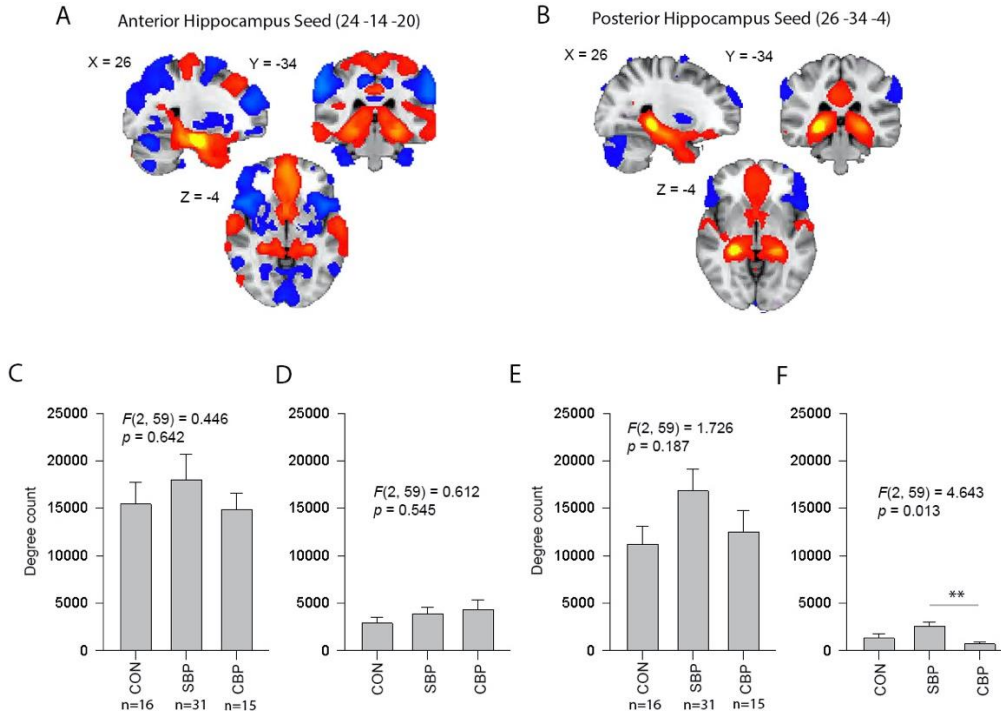 A
Anterior Hippocampus Seed (24 -14 -20)
X = 26
Y = -34
Z = -4
B
Posterior Hippocampus Seed (26 -34 -4)
X = 26
Y = -34
Z = -4
C
Degree count
25000
20000
15000
10000
5000
0
F(2, 59) = 0.446
p = 0.642
CON
SBP
CBP
n=16
n=31
n=15
D
25000
20000
15000
10000
5000
0
F(2, 59) = 0.612
p = 0.545
CON
SBP
CBP
E
Degree count
25000
20000
15000
10000
5000
0
F(2, 59) = 1.726
p = 0.187
CON
SBP
CBP
n=16
n=31
n=15
F
25000
20000
15000
10000
5000
0
F(2, 59) = 4.643
p = 0.013
**
CON
SBP
CBP